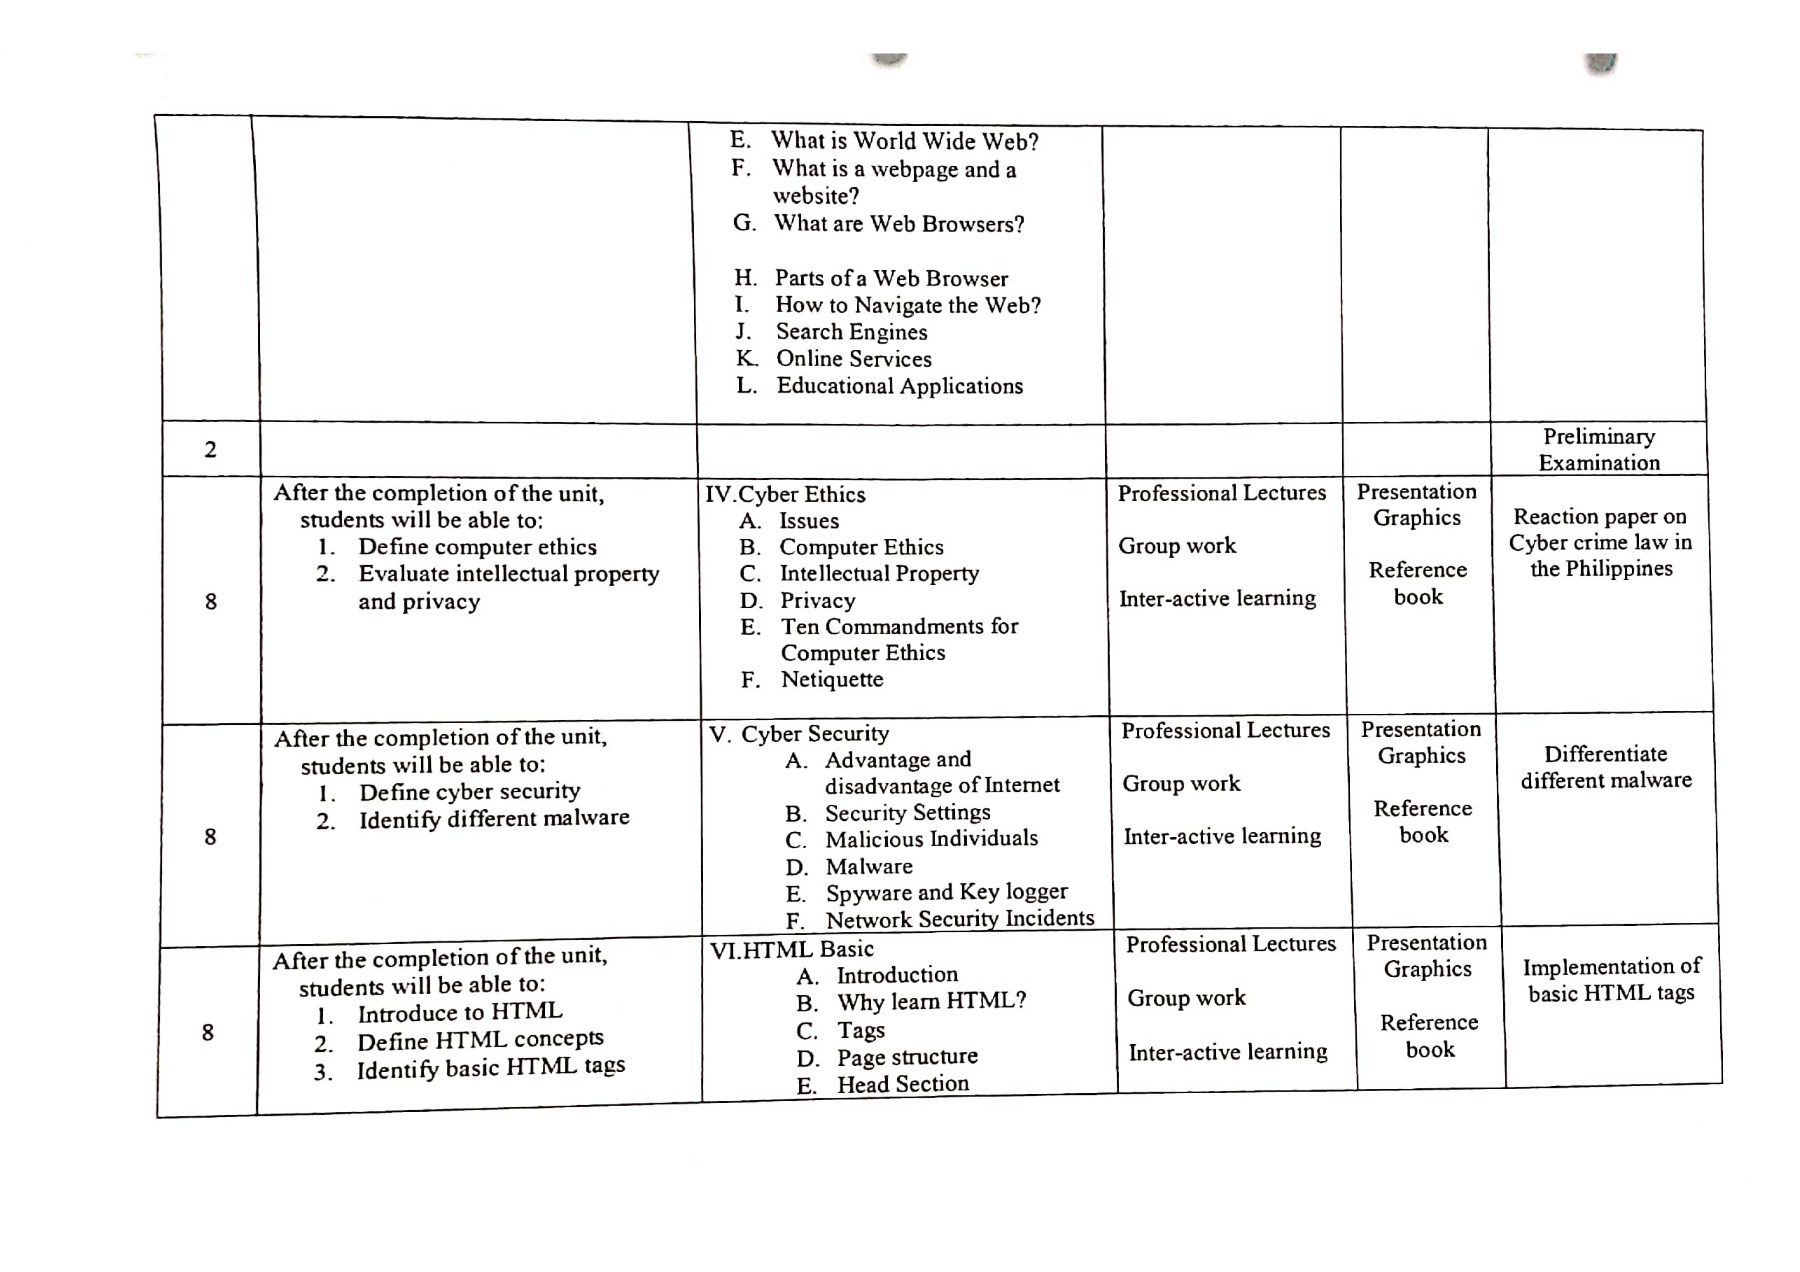 E. What is World Wide Web?
F. What is a webpage and a
website?
G. What are Web Browsers?
H. Parts of a Web Browser
I. How to Navigate the Web?
J. Search Engines
K. Online Services
L. Educational Applications
2
Preliminary
Examination
8
After the completion of the unit,
students will be able to:
1. Define computer ethics
2. Evaluate intellectual property
and privacy
IV.Cyber Ethics
A. Issues
B. Computer Ethics
C. Intellectual Property
D. Privacy
E. Ten Commandments for
Computer Ethics
F. Netiquette
Professional Lectures
Group work
Inter-active learning
Presentation
Graphics
Reference
book
Reaction paper on
Cyber crime law in
the Philippines
8
After the completion of the unit,
students will be able to:
1. Define cyber security
2. Identify different malware
V. Cyber Security
A. Advantage and
disadvantage of Internet
B. Security Settings
C. Malicious Individuals
D. Malware
E. Spyware and Key logger
F. Network Security Incidents
Professional Lectures
Group work
Inter-active learning
Presentation
Graphics
Reference
book
Differentiate
different malware
8
After the completion of the unit,
students will be able to:
1. Introduce to HTML
2. Define HTML concepts
3. Identify basic HTML tags
VI.HTML Basic
A. Introduction
B. Why learn HTML?
C. Tags
D. Page structure
E. Head Section
Professional Lectures
Group work
Inter-active learning
Presentation
Graphics
Reference
book
Implementation of
basic HTML tags